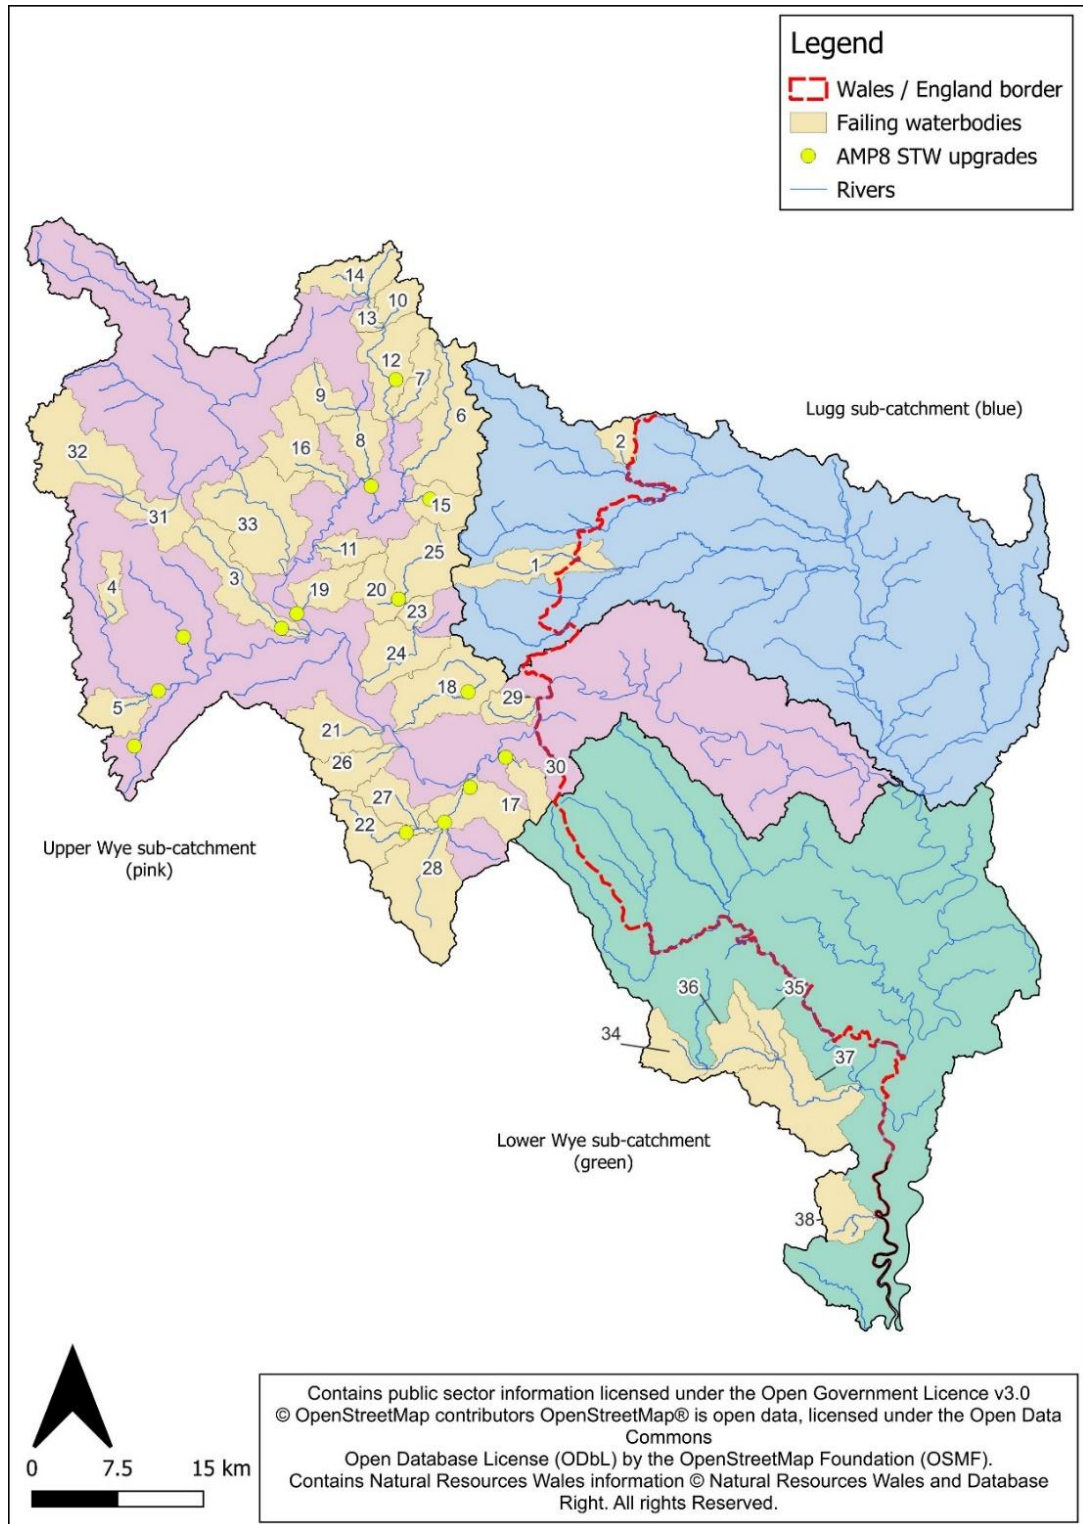 Legend
Wales / England border
Failing waterbodies
AMP8 STW upgrades
Rivers
14
10
13
12
7
9
6
Lugg sub-catchment (blue)
8
2
16
32
15
31
33
11
25
1
3
4
19
20
23
24
18
29
5
21
30
26
27
17
22
Upper Wye sub-catchment
(pink)
28
36
35
34
37
Lower Wye sub-catchment
(green)
38
0 7.5 15 km
Contains public sector information licensed under the Open Government Licence v3.0
© OpenStreetMap contributors OpenStreetMap® is open data, licensed under the Open Data
Commons
Open Database License (ODbL) by the OpenStreetMap Foundation (OSMF).
Contains Natural Resources Wales information © Natural Resources Wales and Database
Right. All rights Reserved.